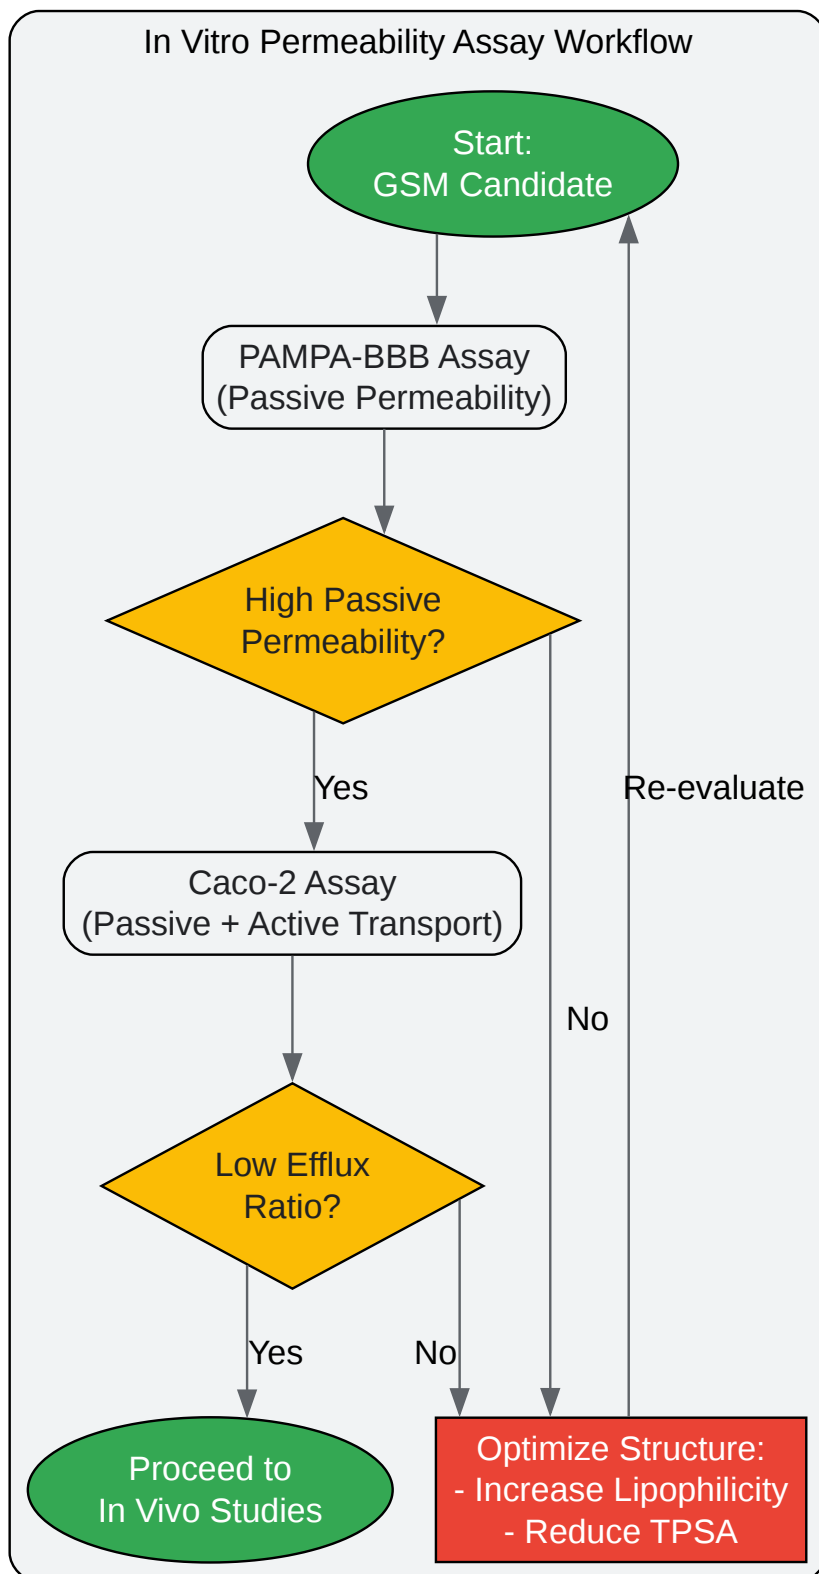 In Vitro Permeability Assay Workflow
Start:
GSM Candidate
PAMPA-BBB Assay
(Passive Permeability)
High Passive
Permeability?
Yes
Re-evaluate
Caco-2 Assay
(Passive + Active Transport)
No
Low Efflux
Ratio?
Yes
No
Proceed to
In Vivo Studies
Optimize Structure:
- Increase Lipophilicity
- Reduce TPSA